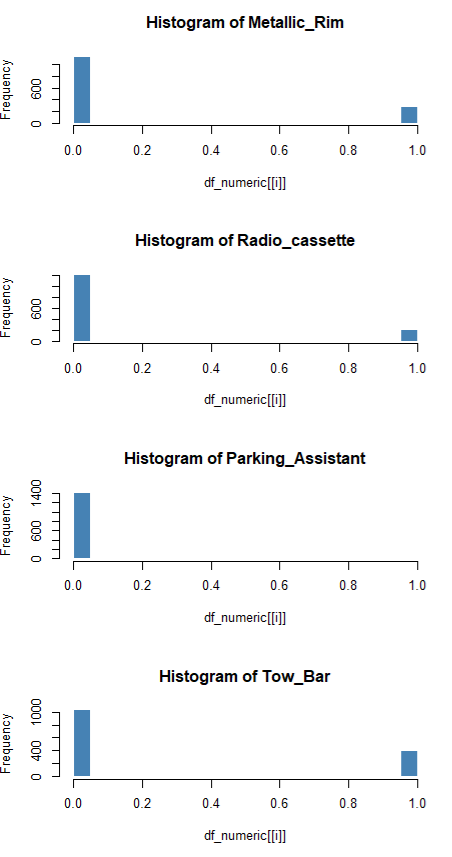 Histogram of Metallic_Rim
Frequency
0 600
0.0 0.2 0.4 0.6 0.8 1.0
df_numeric[[i]]
Histogram of Radio_cassette
Frequency
0 600
0.0 0.2 0.4 0.6 0.8 1.0
df_numeric[[i]]
Histogram of Parking_Assistant
Frequency
0 600 1400
0.0 0.2 0.4 0.6 0.8 1.0
df_numeric[[i]]
Histogram of Tow_Bar
Frequency
0 400 1000
0.0 0.2 0.4 0.6 0.8 1.0
df_numeric[[i]]